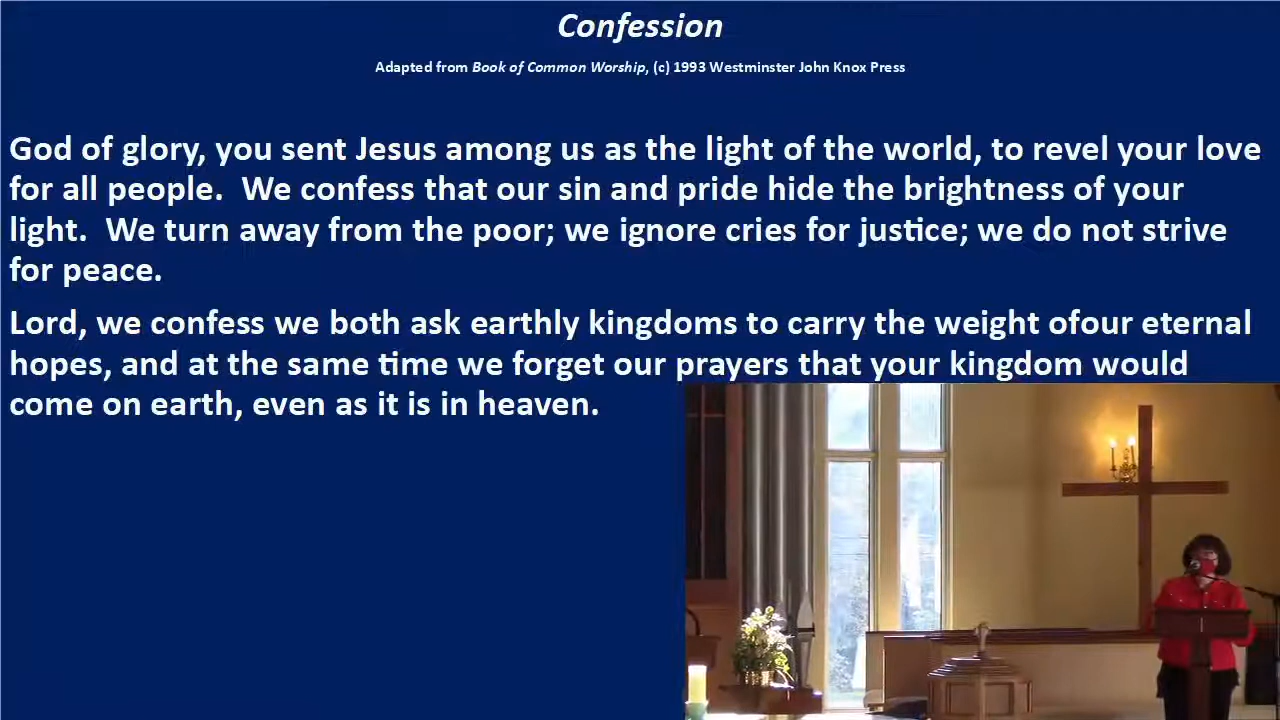 Confession
Adapted from Book of Common Worship, (c) 1993 Westminster John Knox Press
God of glory, you sent Jesus among us as the light of the world, to revel your love
for all people.  We confess that our sin and pride hide the brightness of your
light.  We turn away from the poor; we ignore cries for justice; we do not strive
for peace.
Lord, we confess we both ask earthly kingdoms to carry the weight ofour eternal
hopes, and at the same time we forget our prayers that your kingdom would
come on earth, even as it is in heaven.